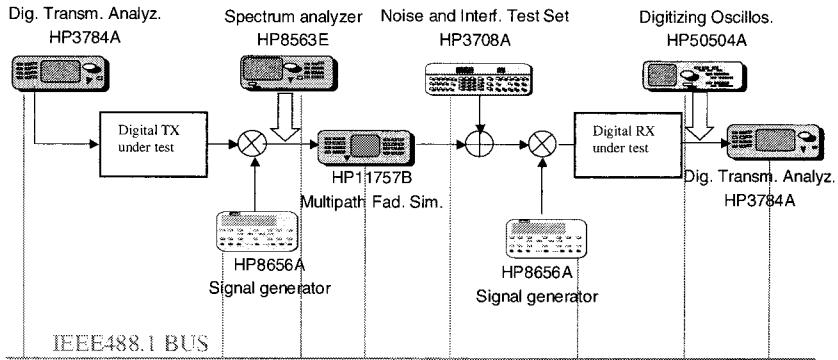 Dig. Transm. Analyz.
HP3784A
Spectrum analyzer
HP8563E
Noise and Interf. Test Set
HP3708A
Digitizing Oscillos.
HP50504A
Digital TX
under test
Digital RX
under test
HP11757B
Multipath Fad. Sim.
Dig. Transm. Analyz.
HP3784A
HP8656A
Signal generator
HP8656A
Signal generator
IEEE488.1 BUS